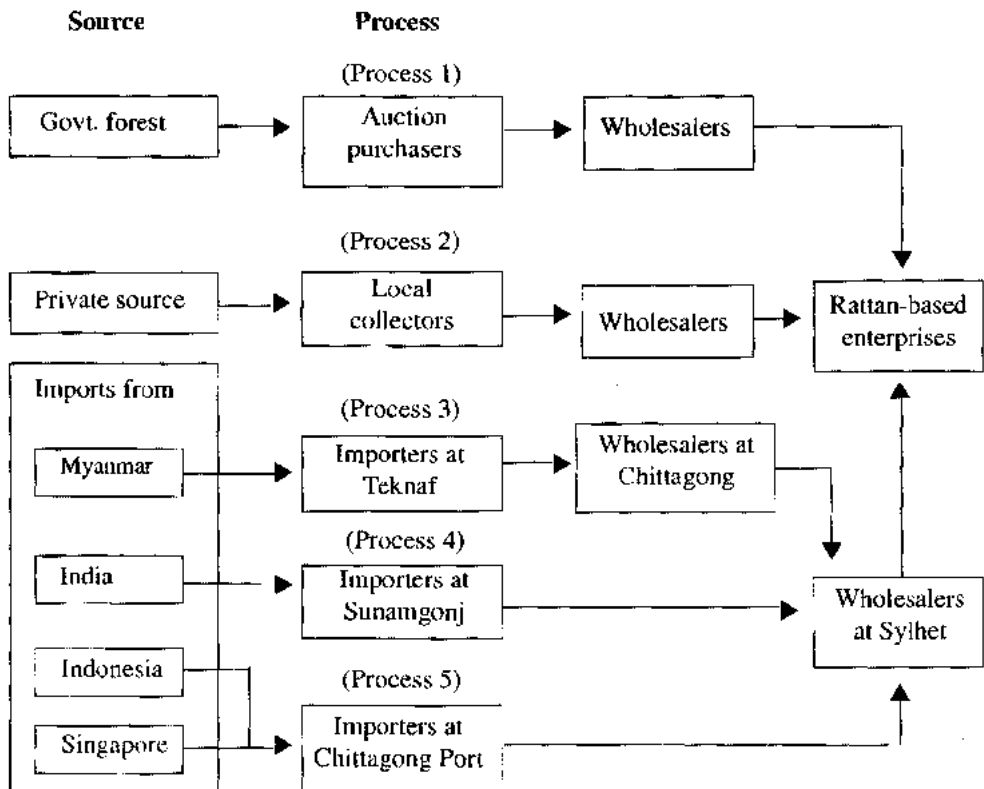 Source Process
(Process 1)
Govt. forest
Auction
purchasers
Wholesalers
(Process 2)
Private source
Local
collectors
Wholesalers
Rattan-based
enterprises
Imports from
(Process 3)
Myanmar
Importers at
Teknaf
Wholesalers at
Chittagong
(Process 4)
India
Importers at
Sunamgonj
Wholesalers
at Sylhet
Indonesia
(Process 5)
Singapore
Importers at
Chittagong Port